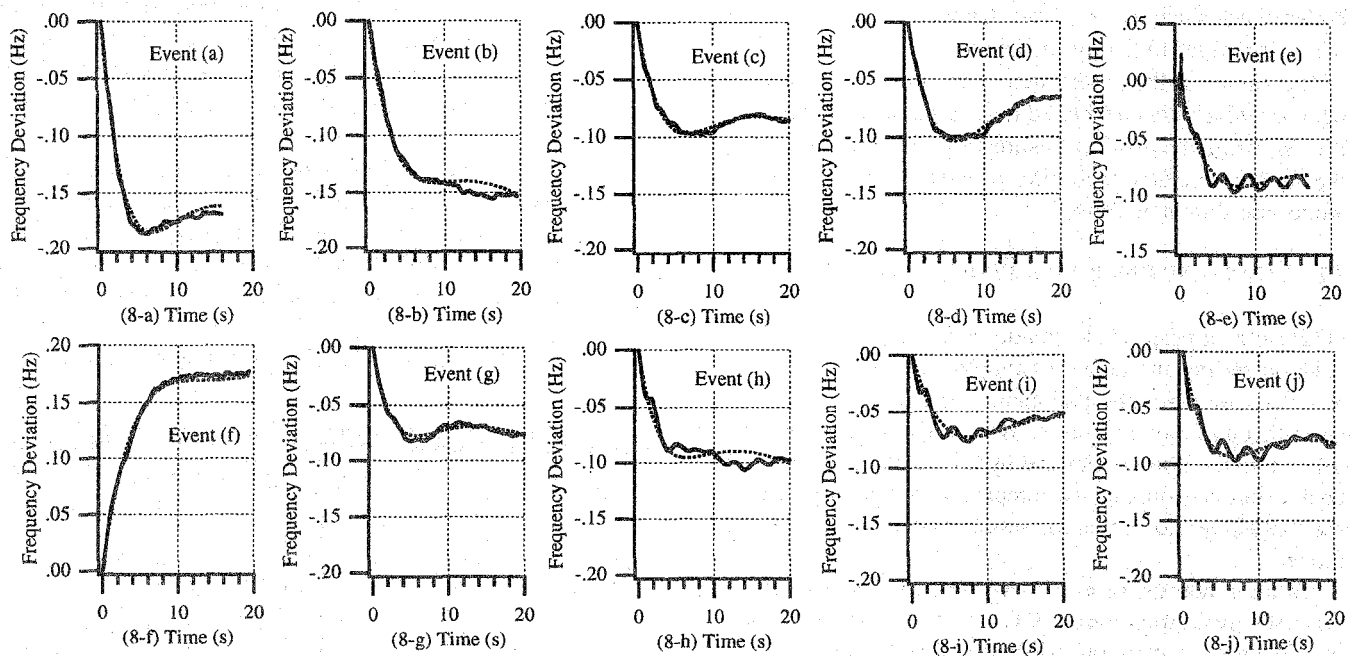 Frequency Deviation (Hz)
.00
-.05
-.10
-.15
-.20
Event (a)
0 10 20
(8-a) Time (s)
Frequency Deviation (Hz)
.00
-.05
-.10
-.15
-.20
Event (b)
0 10 20
(8-b) Time (s)
Frequency Deviation (Hz)
.00
-.05
-.10
-.15
-.20
Event (c)
0 10 20
(8-c) Time (s)
Frequency Deviation (Hz)
.00
-.05
-.10
-.15
-.20
Event (d)
0 10 20
(8-d) Time (s)
Frequency Deviation (Hz)
.05
.00
-.05
-.10
-.15
Event (e)
0 10 20
(8-e) Time (s)
Frequency Deviation (Hz)
.20
.15
.10
.05
.00
Event (f)
0 10 20
(8-f) Time (s)
Frequency Deviation (Hz)
.00
-.05
-.10
-.15
-.20
Event (g)
0 10 20
(8-g) Time (s)
Frequency Deviation (Hz)
.00
-.05
-.10
-.15
-.20
Event (h)
0 10 20
(8-h) Time (s)
Frequency Deviation (Hz)
.00
-.05
-.10
-.15
-.20
Event (i)
0 10 20
(8-i) Time (s)
Frequency Deviation (Hz)
.00
-.05
-.10
-.15
-.20
Event (j)
0 10 20
(8-j) Time (s)